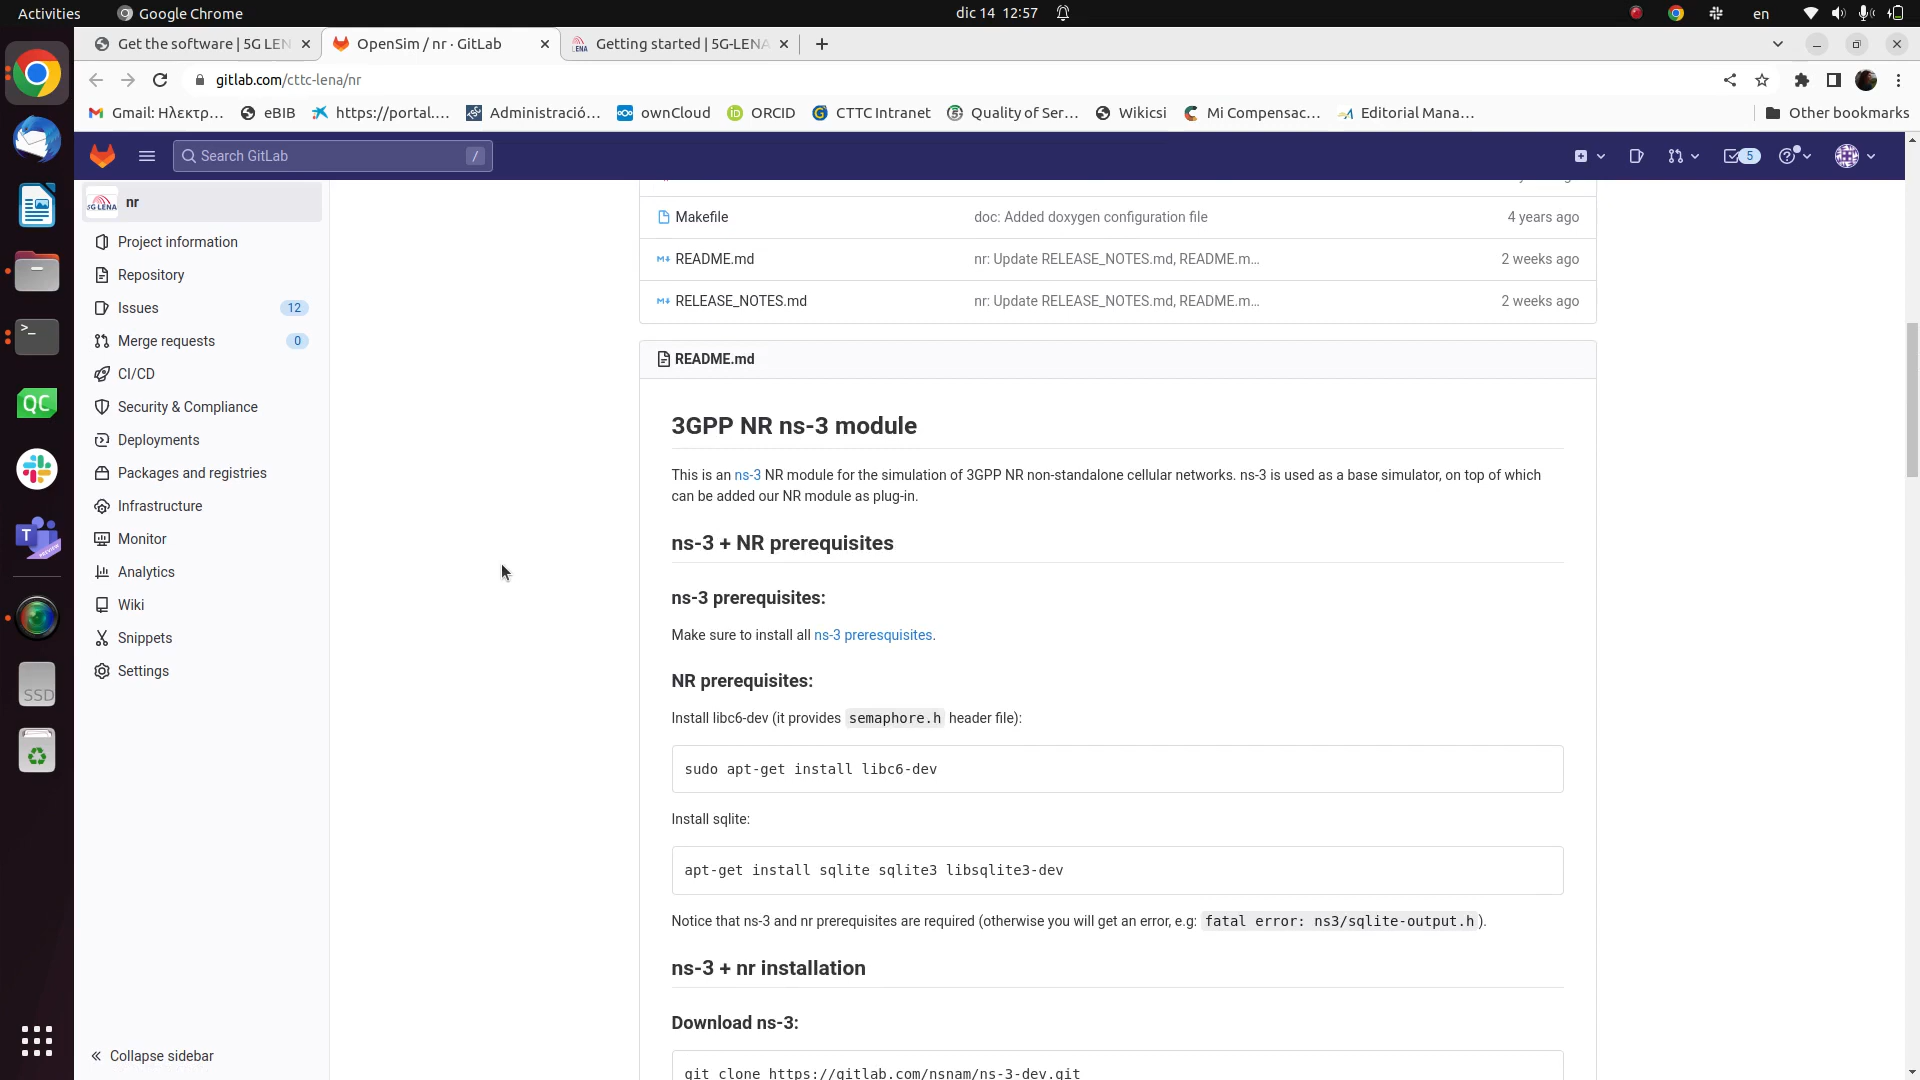 Activities
Google Chrome
dic 14 12:57
en
Get the software | 5G LEN
OpenSim / nr · GitLab
Getting started | 5G-LENA
gitlab.com/cttc-lena/nr
Gmail: Ηλεκτρο…
eBIB
https://portal.…
Administració…
ownCloud
ORCID
CTTC Intranet
Quality of Ser…
Wikicsi
Mi Compensac…
Editorial Mana…
Other bookmarks
Search GitLab
/
5
nr
Project information
Repository
Issues 12
Merge requests 0
CI/CD
Security & Compliance
Deployments
Packages and registries
Infrastructure
Monitor
Analytics
Wiki
Snippets
Settings
Collapse sidebar
Makefile doc: Added doxygen configuration file 4 years ago
README.md nr: Update RELEASE_NOTES.md, README.m… 2 weeks ago
RELEASE_NOTES.md nr: Update RELEASE_NOTES.md, README.m… 2 weeks ago
README.md
3GPP NR ns-3 module
This is an ns-3 NR module for the simulation of 3GPP NR non-standalone cellular networks. ns-3 is used as a base simulator, on top of which
can be added our NR module as plug-in.
ns-3 + NR prerequisites
ns-3 prerequisites:
Make sure to install all ns-3 preresquisites.
NR prerequisites:
Install libc6-dev (it provides semaphore.h header file):
sudo apt-get install libc6-dev
Install sqlite:
apt-get install sqlite sqlite3 libsqlite3-dev
Notice that ns-3 and nr prerequisites are required (otherwise you will get an error, e.g: fatal error: ns3/sqlite-output.h).
ns-3 + nr installation
Download ns-3:
git clone https://gitlab.com/nsnam/ns-3-dev.git
QC
T
SSD